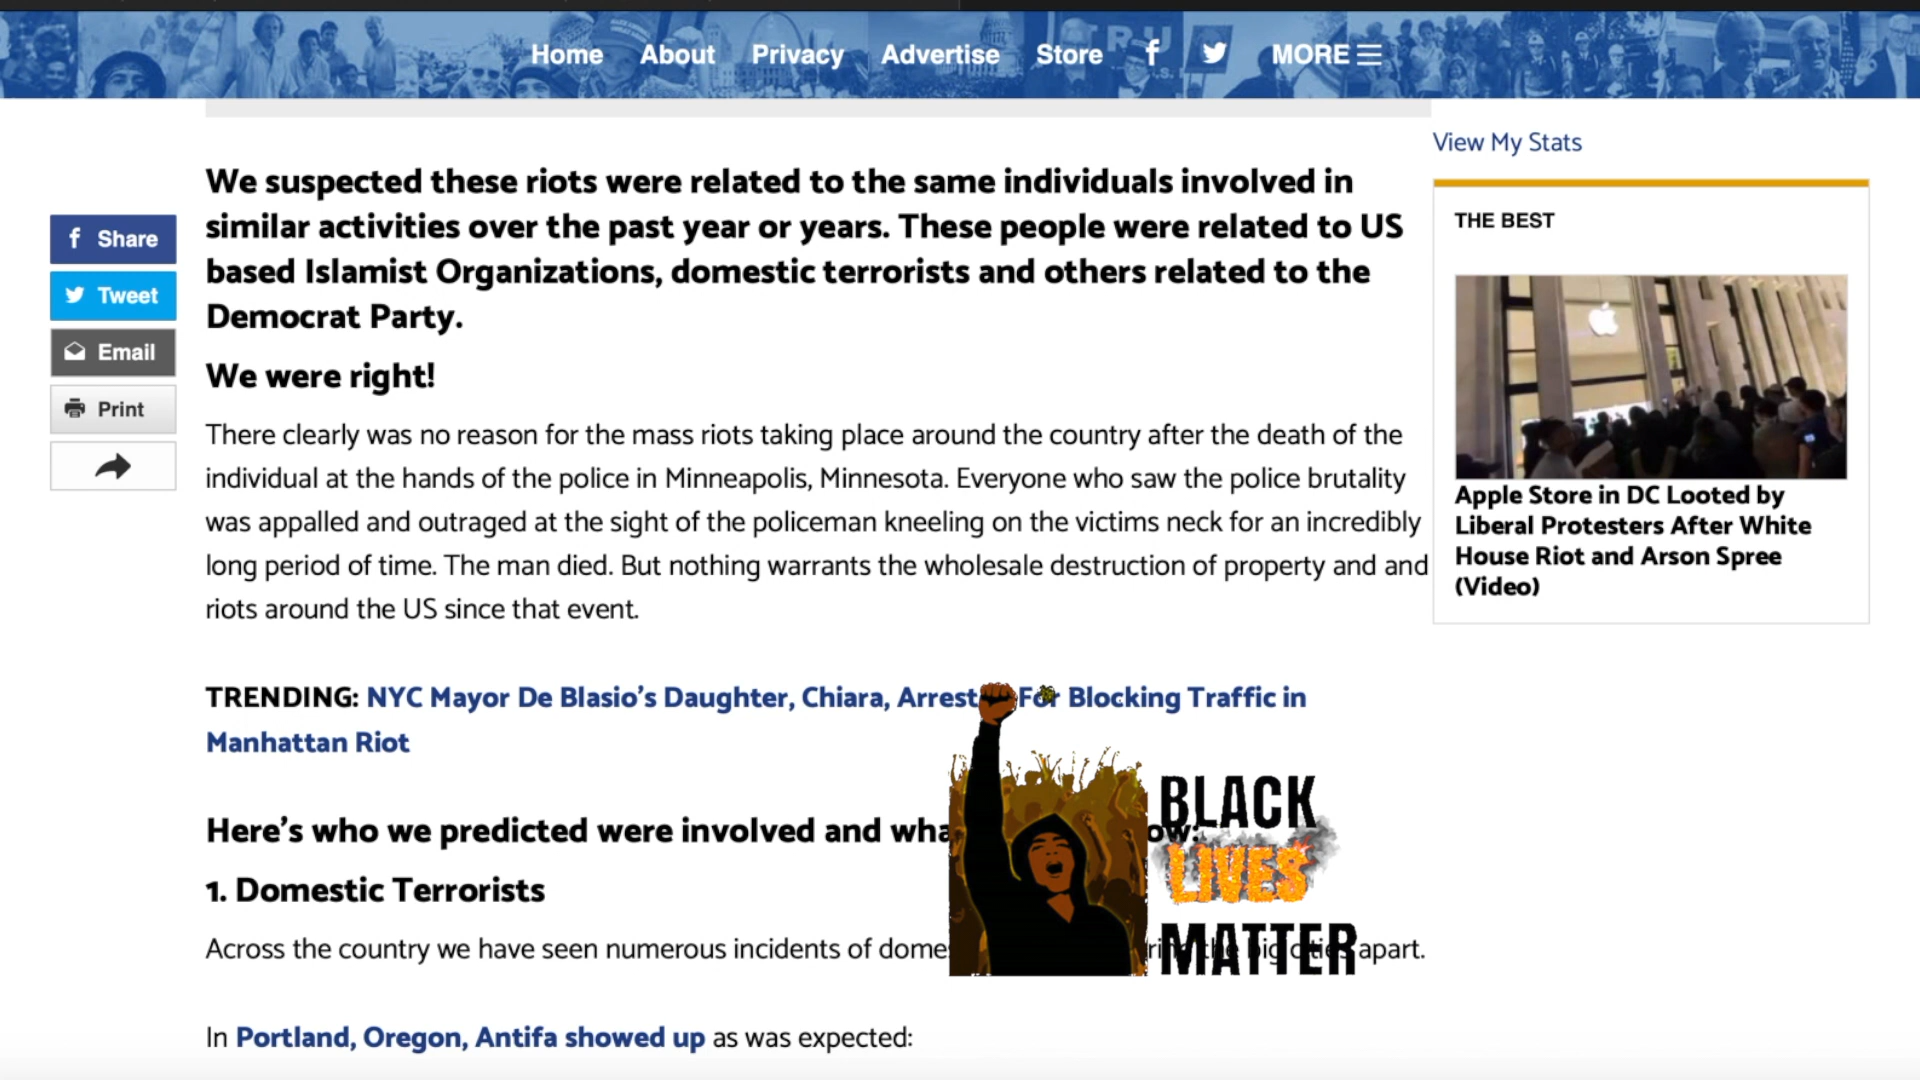 Home About Privacy Advertise Store MORE
View My Stats
THE BEST
Apple Store in DC Looted by
Liberal Protesters After White
House Riot and Arson Spree
(Video)
Share
Tweet
Email
Print
We suspected these riots were related to the same individuals involved in
similar activities over the past year or years. These people were related to US
based Islamist Organizations, domestic terrorists and others related to the
Democrat Party.
We were right!
There clearly was no reason for the mass riots taking place around the country after the death of the
individual at the hands of the police in Minneapolis, Minnesota. Everyone who saw the police brutality
was appalled and outraged at the sight of the policeman kneeling on the victims neck for an incredibly
long period of time. The man died. But nothing warrants the wholesale destruction of property and and
riots around the US since that event.
TRENDING: NYC Mayor De Blasio's Daughter, Chiara, Arrest For Blocking Traffic in
Manhattan Riot
Here's who we predicted were involved and
1. Domestic Terrorists
Across the country we have seen numerous incidents of the big cities apart.
In Portland, Oregon, Antifa showed up as was expected:
BLACK
LIVES
MATTER